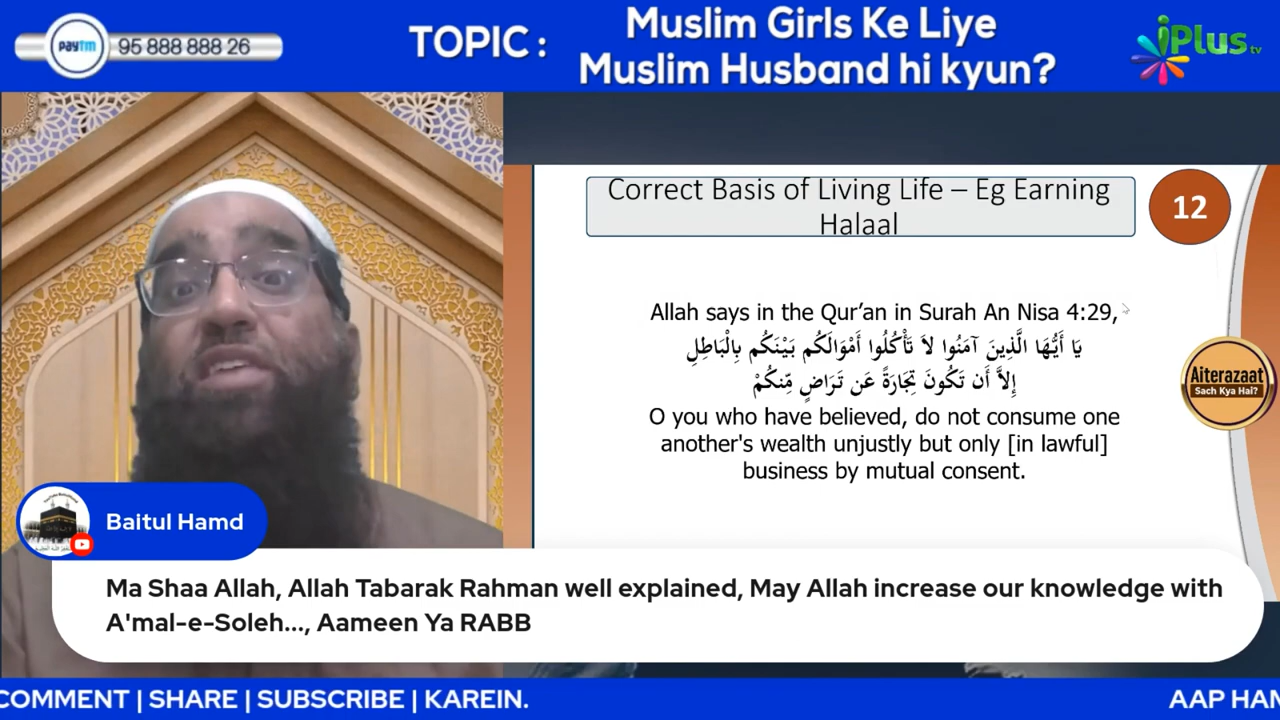 paytm 95 888 888 26
TOPIC :
Muslim Girls Ke Liye
Muslim Husband hi kyun?
iPlus tv
Correct Basis of Living Life – Eg Earning
Halaal
12
Allah says in the Qur’an in Surah An Nisa 4:29,
يَا أَيُّهَا الَّذِينَ آمَنُوا لاَ تَأْكُلُوا أَمْوَالَكُم بَيْنَكُم بِالْبَاطِلِ
إِلاَّ أَن تَكُونَ تِجَارَةً عَن تَرَاضٍ مِّنكُمْ
O you who have believed, do not consume one
another's wealth unjustly but only [in lawful]
business by mutual consent.
Aiterazaat
Sach Kya Hai?
Baitul Hamd
Ma Shaa Allah, Allah Tabarak Rahman well explained, May Allah increase our knowledge with
A'mal-e-Soleh..., Aameen Ya RABB
COMMENT | SHARE | SUBSCRIBE | KAREIN.
AAP HAM